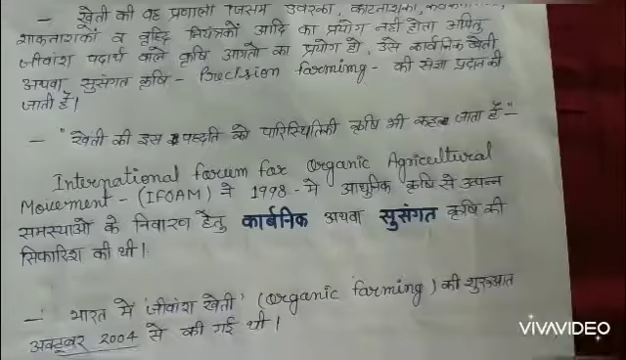 - खेती की वह प्रणाली जिसमें उर्वरकों, कीटनाशकों,
शाकनाशकों व वृद्धि नियंत्रकों आदि का प्रयोग नहीं होता अपितु
जीवांश पदार्थ वाले कृषि आगतों का प्रयोग हो, उसे कार्बनिक खेती
अथवा सुसंगत कृषि - Precision farming - की संज्ञा प्रदान की
जाती है।
- "खेती की इस पद्धति को पारिस्थितिकी कृषि भी कहा जाता है"-
International forum for Organic Agricultural
Movement - (IFOAM) ने 1998 - में आधुनिक कृषि से उत्पन्न
समस्याओं के निवारण हेतु कार्बनिक अथवा सुसंगत कृषि की
सिफारिश की थी।
- भारत में 'जीवांश खेती' (Organic farming) की शुरुआत
अक्टूबर 2004 से की गई थी।
VIVAVIDEO